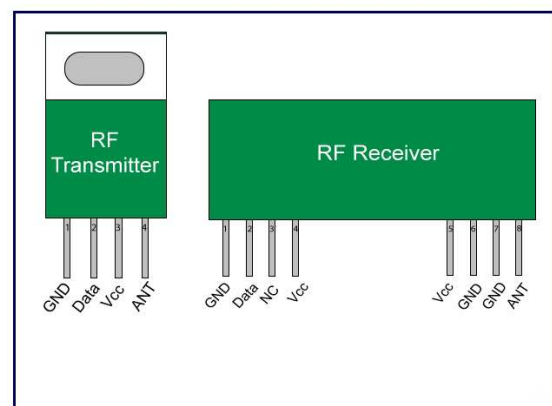 RF
Transmitter
1 2 3 4
GND Data Vcc ANT
RF Receiver
1 2 3 4 5 6 7 8
GND Data NC Vcc Vcc GND GND ANT